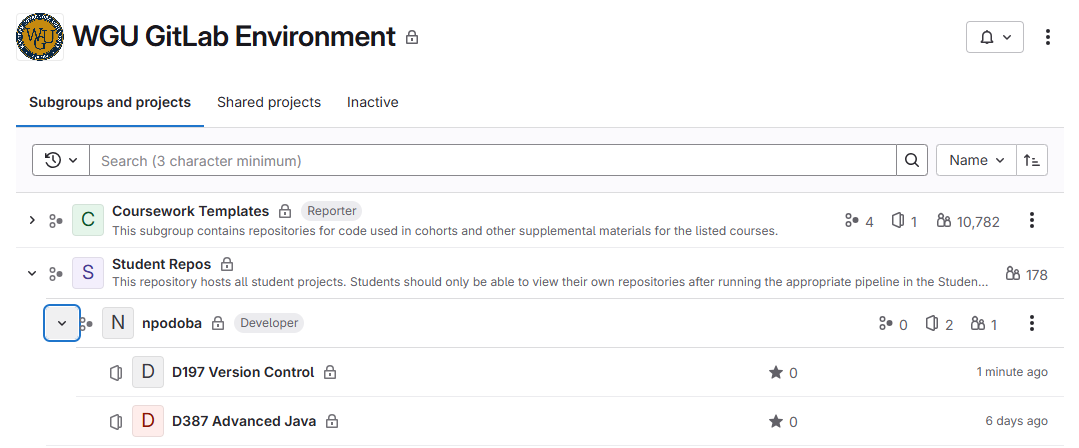 WGU
WGU GitLab Environment
Subgroups and projects Shared projects Inactive
Search (3 character minimum) Name
C Coursework Templates Reporter 4 1 10,782
This subgroup contains repositories for code used in cohorts and other supplemental materials for the listed courses.
S Student Repos 178
This repository hosts all student projects. Students should only be able to view their own repositories after running the appropriate pipeline in the Studen...
N npodoba Developer 0 2 1
D D197 Version Control 0 1 minute ago
D D387 Advanced Java 0 6 days ago